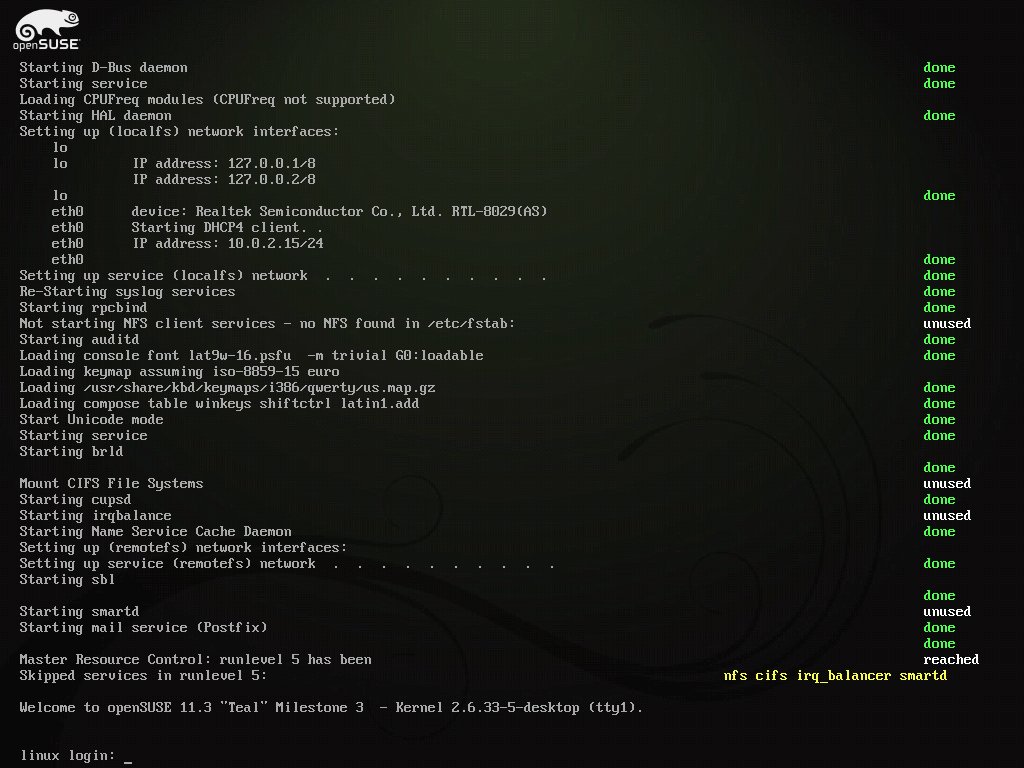 openSUSE
Starting D-Bus daemon done
Starting service done
Loading CPUFreq modules (CPUFreq not supported)
Starting HAL daemon done
Setting up (localfs) network interfaces:
lo
lo IP address: 127.0.0.1/8
IP address: 127.0.0.2/8
lo done
eth0 device: Realtek Semiconductor Co., Ltd. RTL-8029(AS)
eth0 Starting DHCP4 client. .
eth0 IP address: 10.0.2.15/24
eth0 done
Setting up service (localfs) network . . . . . . . . . . done
Re-Starting syslog services done
Starting rpcbind done
Not starting NFS client services - no NFS found in /etc/fstab: unused
Starting auditd done
Loading console font lat9w-16.psfu -m trivial G0:loadable done
Loading keymap assuming iso-8859-15 euro
Loading /usr/share/kbd/keymaps/i386/qwerty/us.map.gz done
Loading compose table winkeys shiftctrl latin1.add done
Start Unicode mode done
Starting service done
Starting brld
done
Mount CIFS File Systems unused
Starting cupsd done
Starting irqbalance unused
Starting Name Service Cache Daemon done
Setting up (remotefs) network interfaces:
Setting up service (remotefs) network . . . . . . . . . . done
Starting sbl
done
Starting smartd unused
Starting mail service (Postfix) done
done
Master Resource Control: runlevel 5 has been reached
Skipped services in runlevel 5: nfs cifs irq_balancer smartd
Welcome to openSUSE 11.3 "Teal" Milestone 3 - Kernel 2.6.33-5-desktop (tty1).
linux login: _